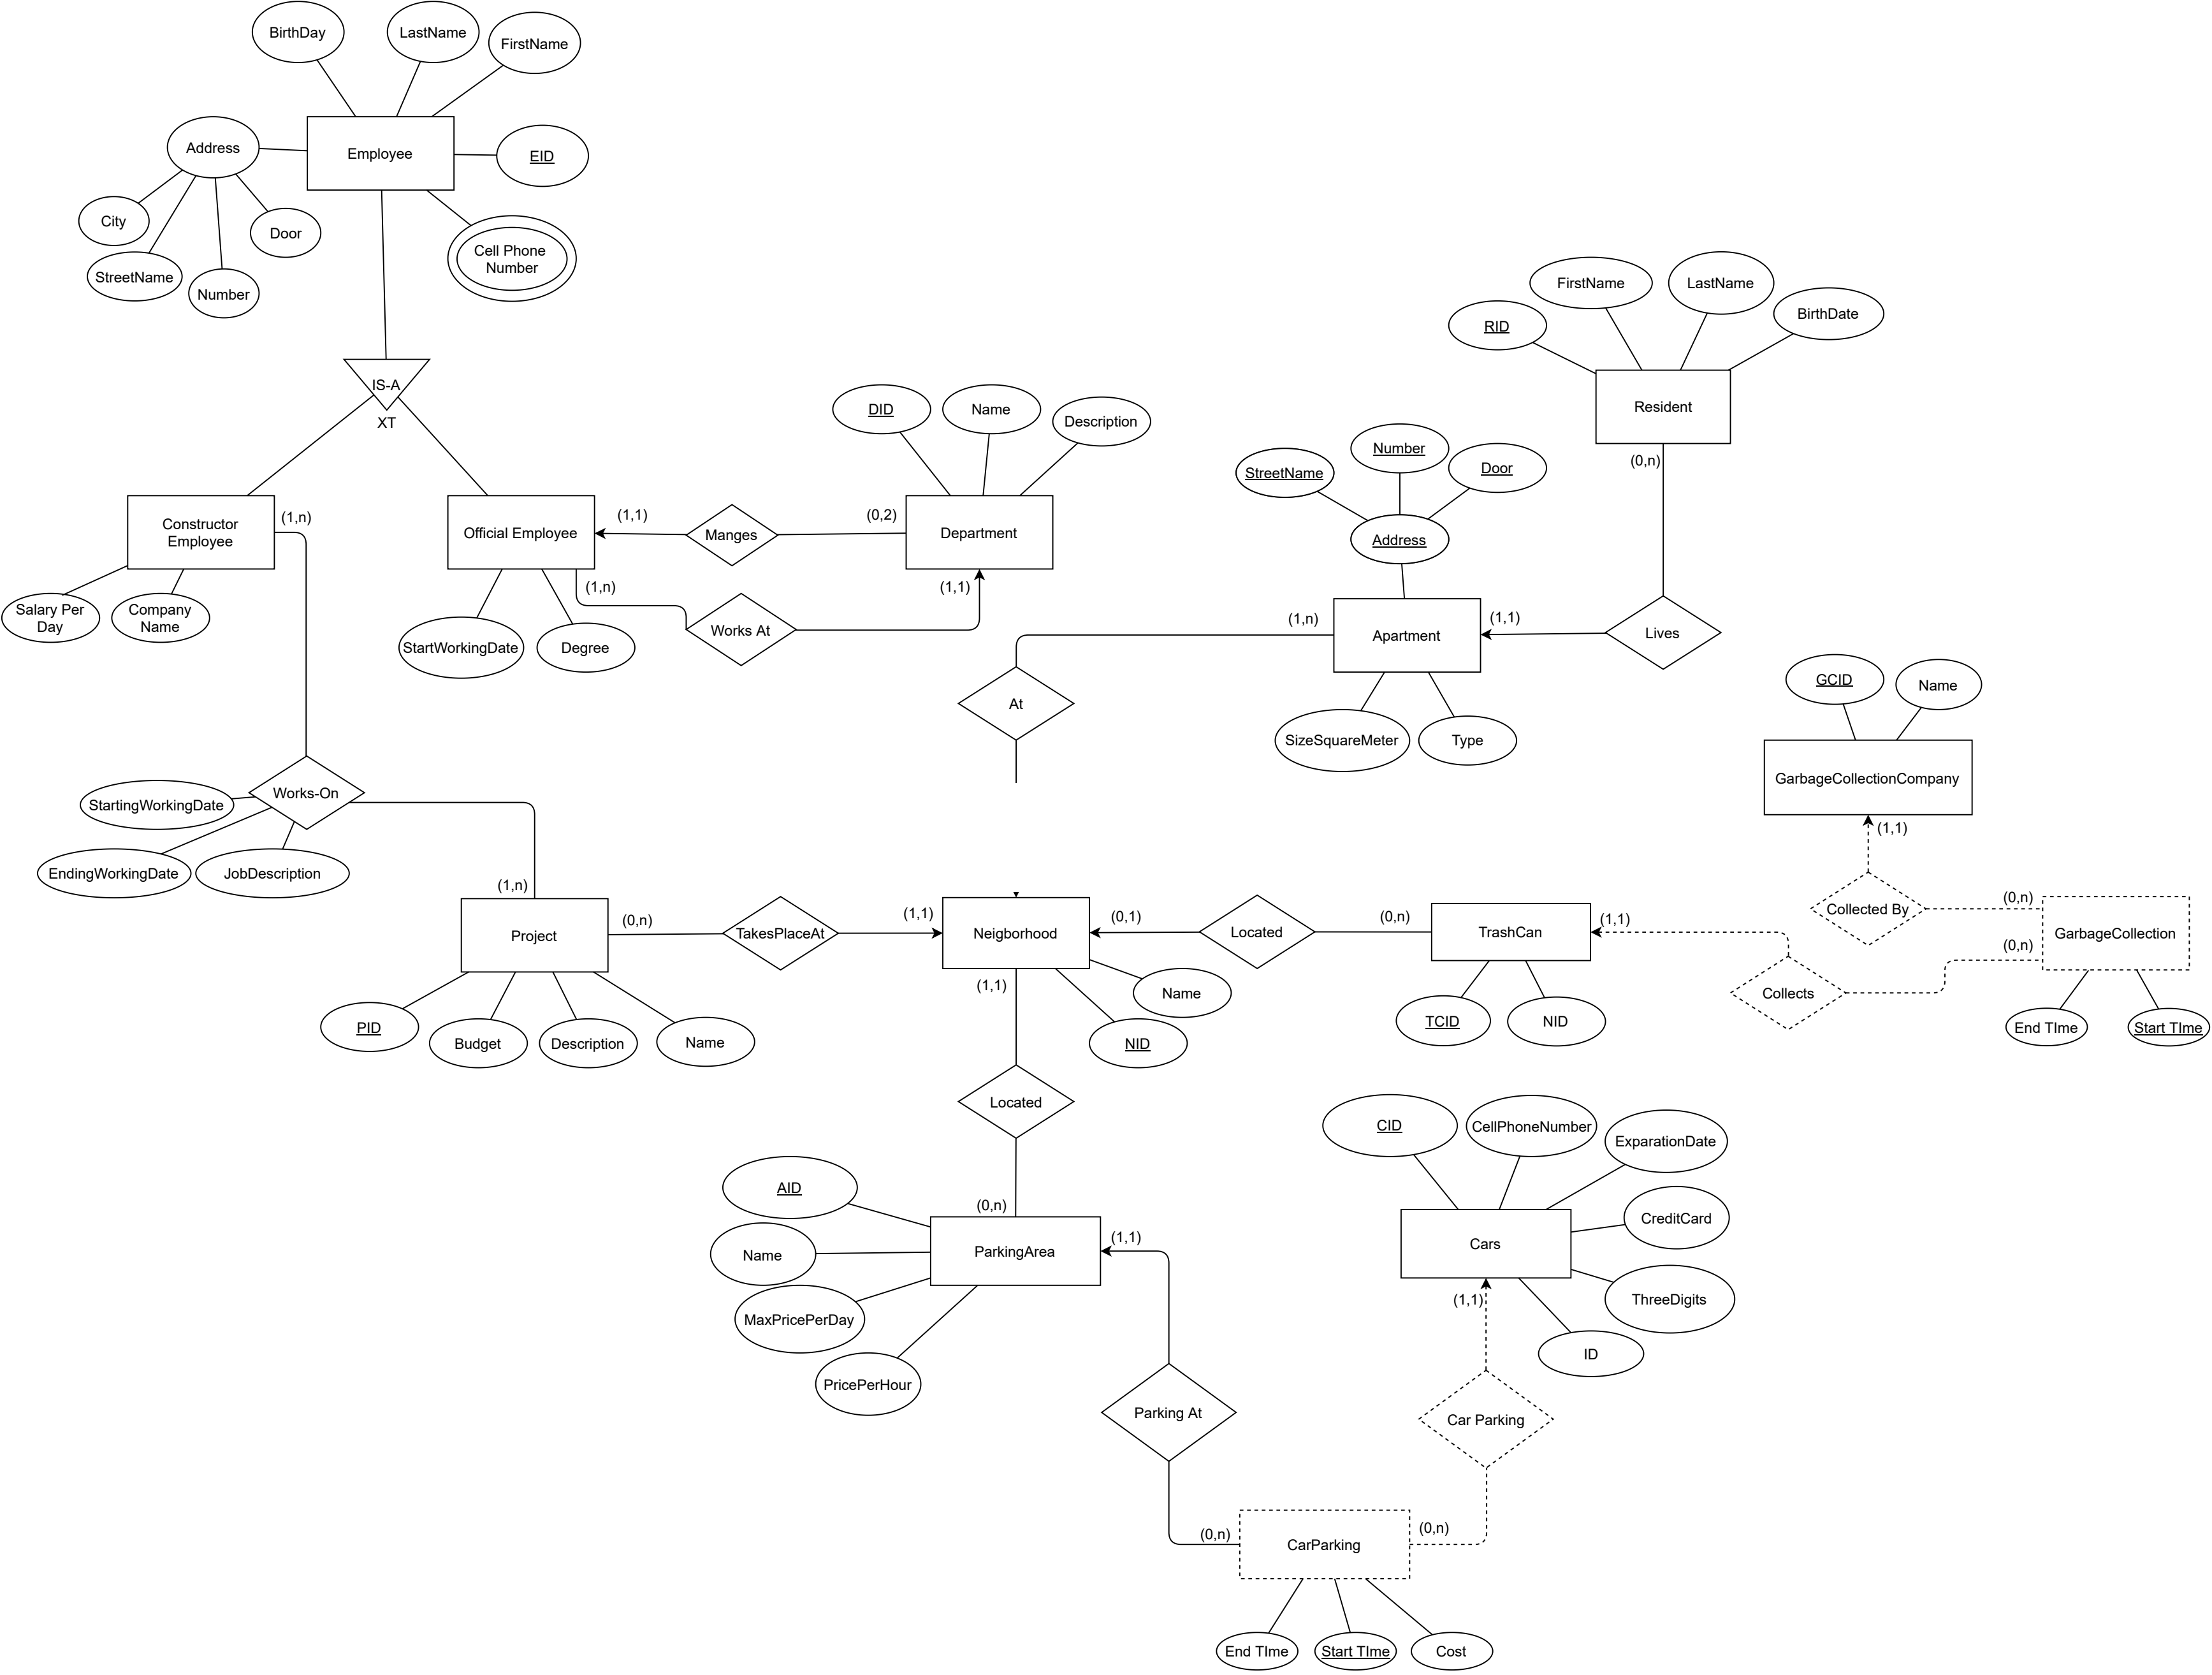 BirthDay
LastName
FirstName
Address
Employee
EID
City
Door
StreetName
Number
Cell Phone
Number
IS-A
XT
RID
FirstName
LastName
BirthDate
Resident
(0,n)
DID
Name
Description
StreetName
Number
Door
Address
Constructor
Employee
(1,n)
Official Employee
(1,1)
Manges
(0,2)
Department
Salary Per
Day
Company
Name
(1,n)
(1,1)
StartWorkingDate
Degree
Works At
(1,n)
Apartment
(1,1)
Lives
At
SizeSquareMeter
Type
GCID
Name
GarbageCollectionCompany
(1,1)
StartingWorkingDate
Works-On
EndingWorkingDate
JobDescription
(1,n)
Project
(0,n)
TakesPlaceAt
(1,1)
Neigborhood
(0,1)
Located
(0,n)
TrashCan
(1,1)
Collected By
(0,n)
GarbageCollection
(0,n)
Collects
(1,1)
Name
NID
TCID
NID
End TIme
Start TIme
PID
Budget
Description
Name
Located
CID
CellPhoneNumber
ExparationDate
CreditCard
Cars
ThreeDigits
ID
(1,1)
AID
Name
MaxPricePerDay
PricePerHour
(0,n)
ParkingArea
(1,1)
Parking At
Car Parking
(0,n)
CarParking
(0,n)
End TIme
Start TIme
Cost